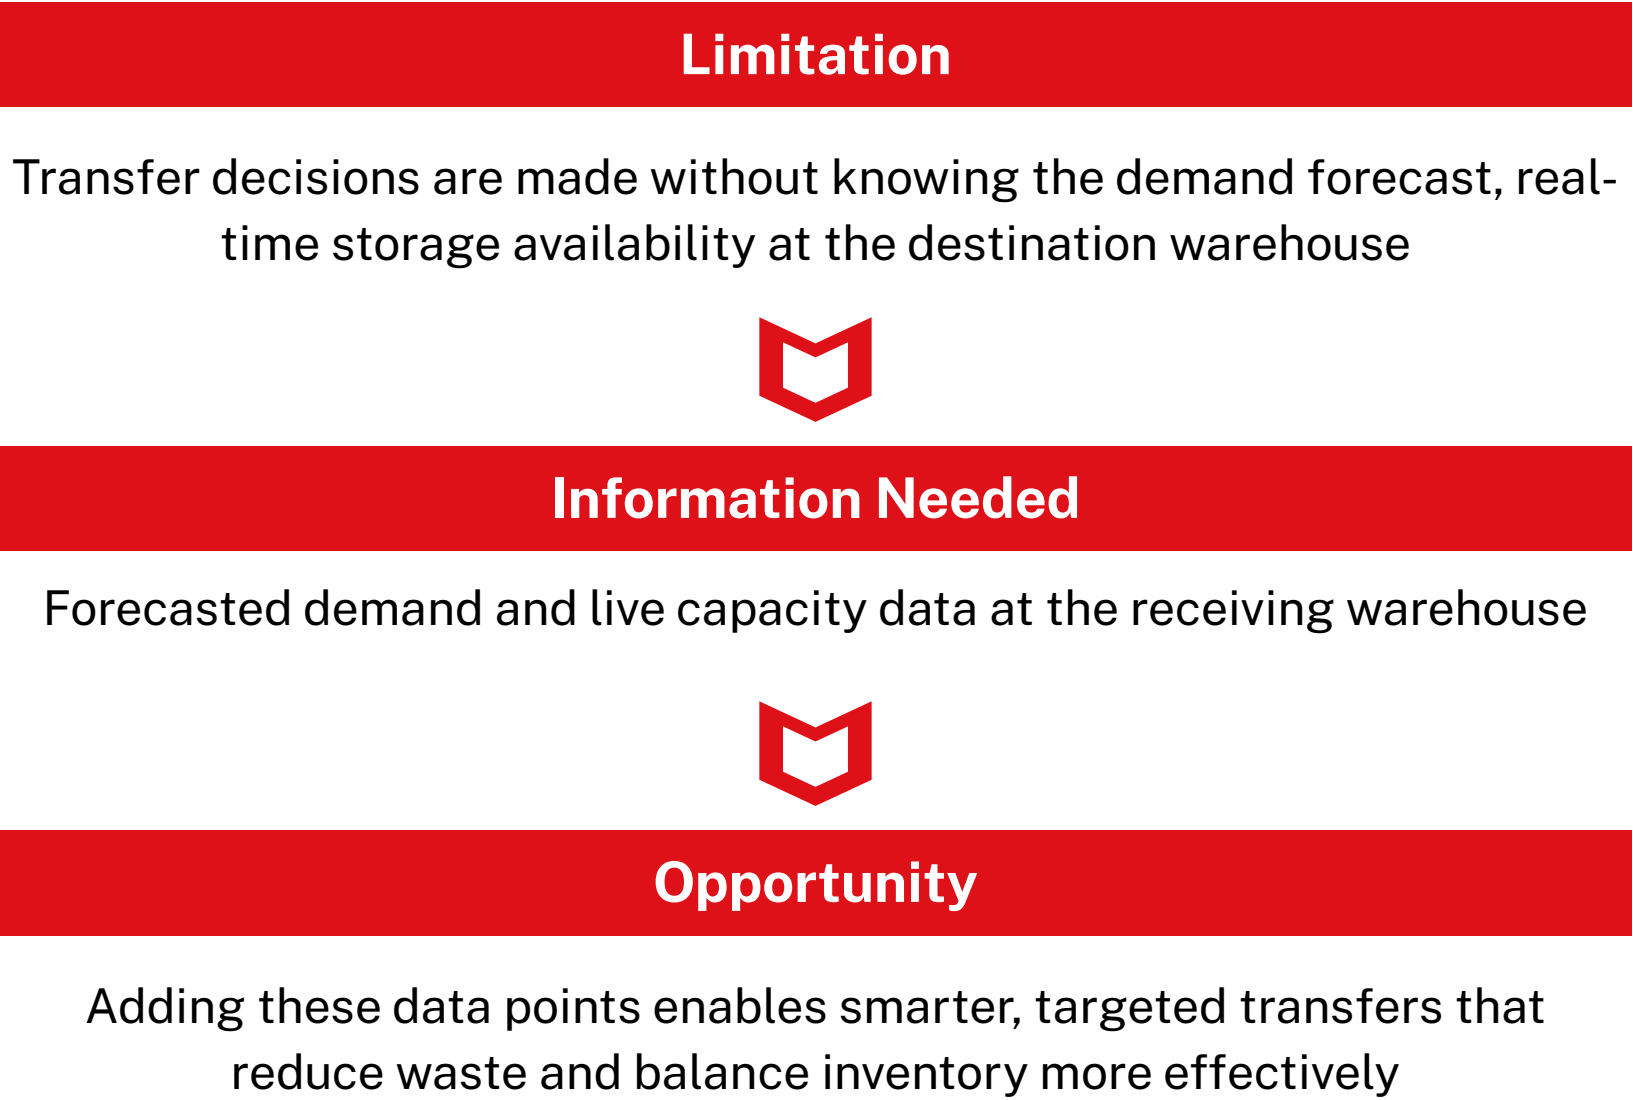 Limitation
Transfer decisions are made without knowing the demand forecast, real-
time storage availability at the destination warehouse
Information Needed
Forecasted demand and live capacity data at the receiving warehouse
Opportunity
Adding these data points enables smarter, targeted transfers that
reduce waste and balance inventory more effectively